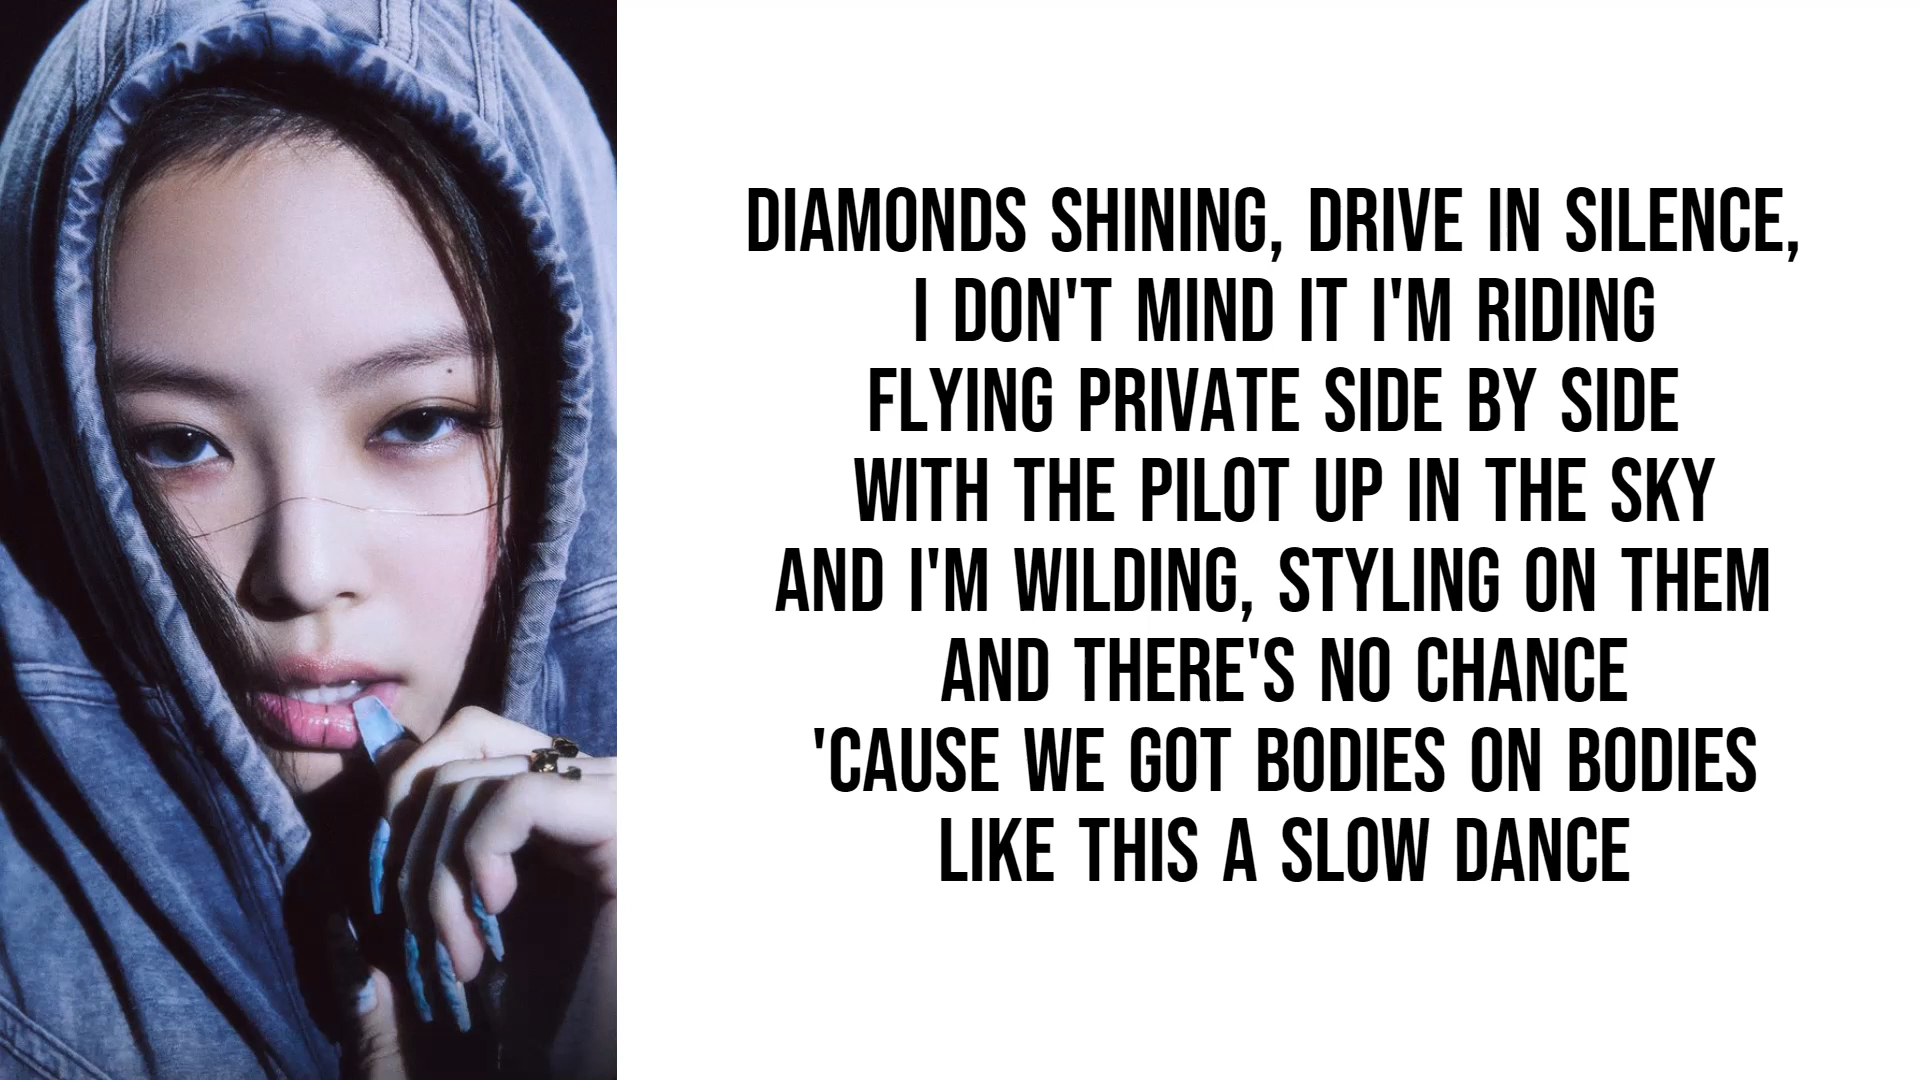 DIAMONDS SHINING, DRIVE IN SILENCE,
I DON'T MIND IT I'M RIDING
FLYING PRIVATE SIDE BY SIDE
WITH THE PILOT UP IN THE SKY
AND I'M WILDING, STYLING ON THEM
AND THERE'S NO CHANCE
'CAUSE WE GOT BODIES ON BODIES
LIKE THIS A SLOW DANCE